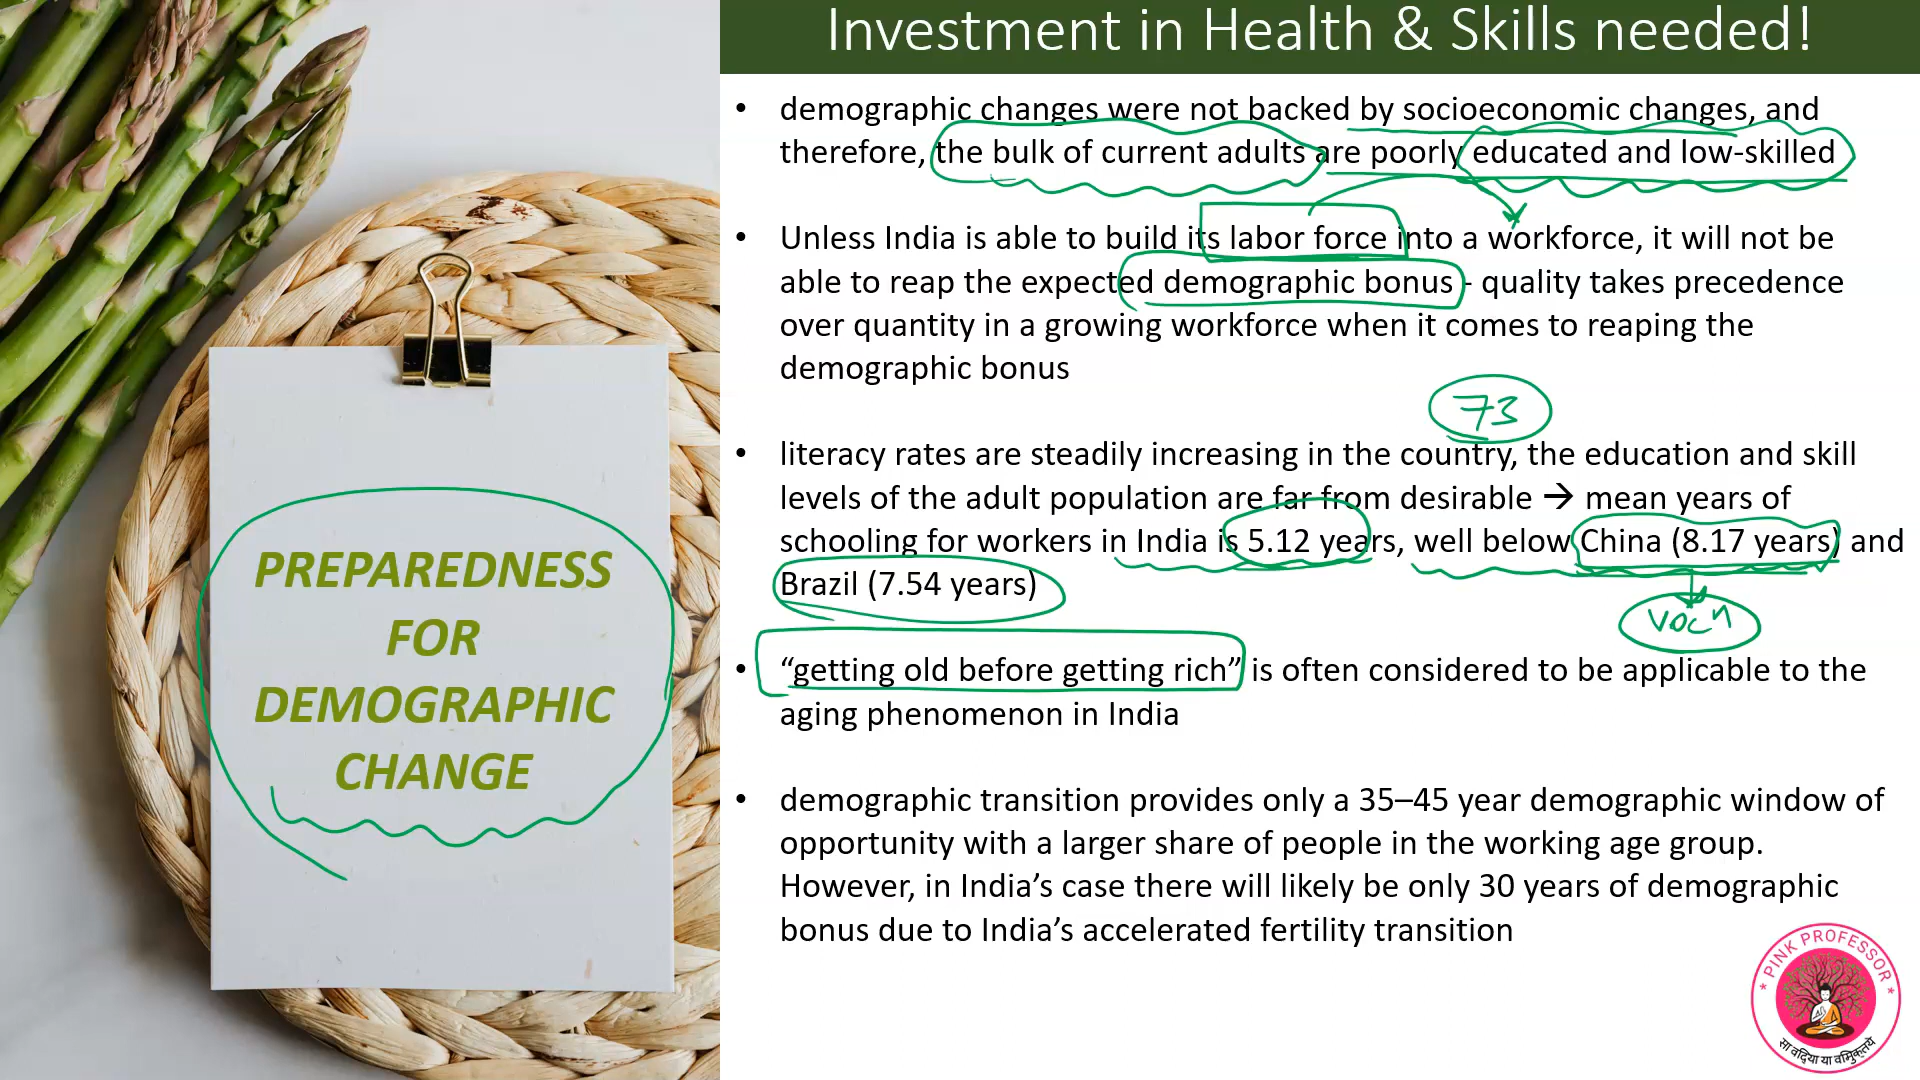 Investment in Health & Skills needed!
PREPAREDNESS
FOR
DEMOGRAPHIC
CHANGE
• demographic changes were not backed by socioeconomic changes, and
therefore, the bulk of current adults are poorly educated and low-skilled
• Unless India is able to build its labor force into a workforce, it will not be
able to reap the expected demographic bonus - quality takes precedence
over quantity in a growing workforce when it comes to reaping the
demographic bonus
73
• literacy rates are steadily increasing in the country, the education and skill
levels of the adult population are far from desirable → mean years of
schooling for workers in India is 5.12 years, well below China (8.17 years) and
Brazil (7.54 years)
vocn
• “getting old before getting rich” is often considered to be applicable to the
aging phenomenon in India
• demographic transition provides only a 35–45 year demographic window of
opportunity with a larger share of people in the working age group.
However, in India’s case there will likely be only 30 years of demographic
bonus due to India’s accelerated fertility transition
* PINK PROFESSOR *